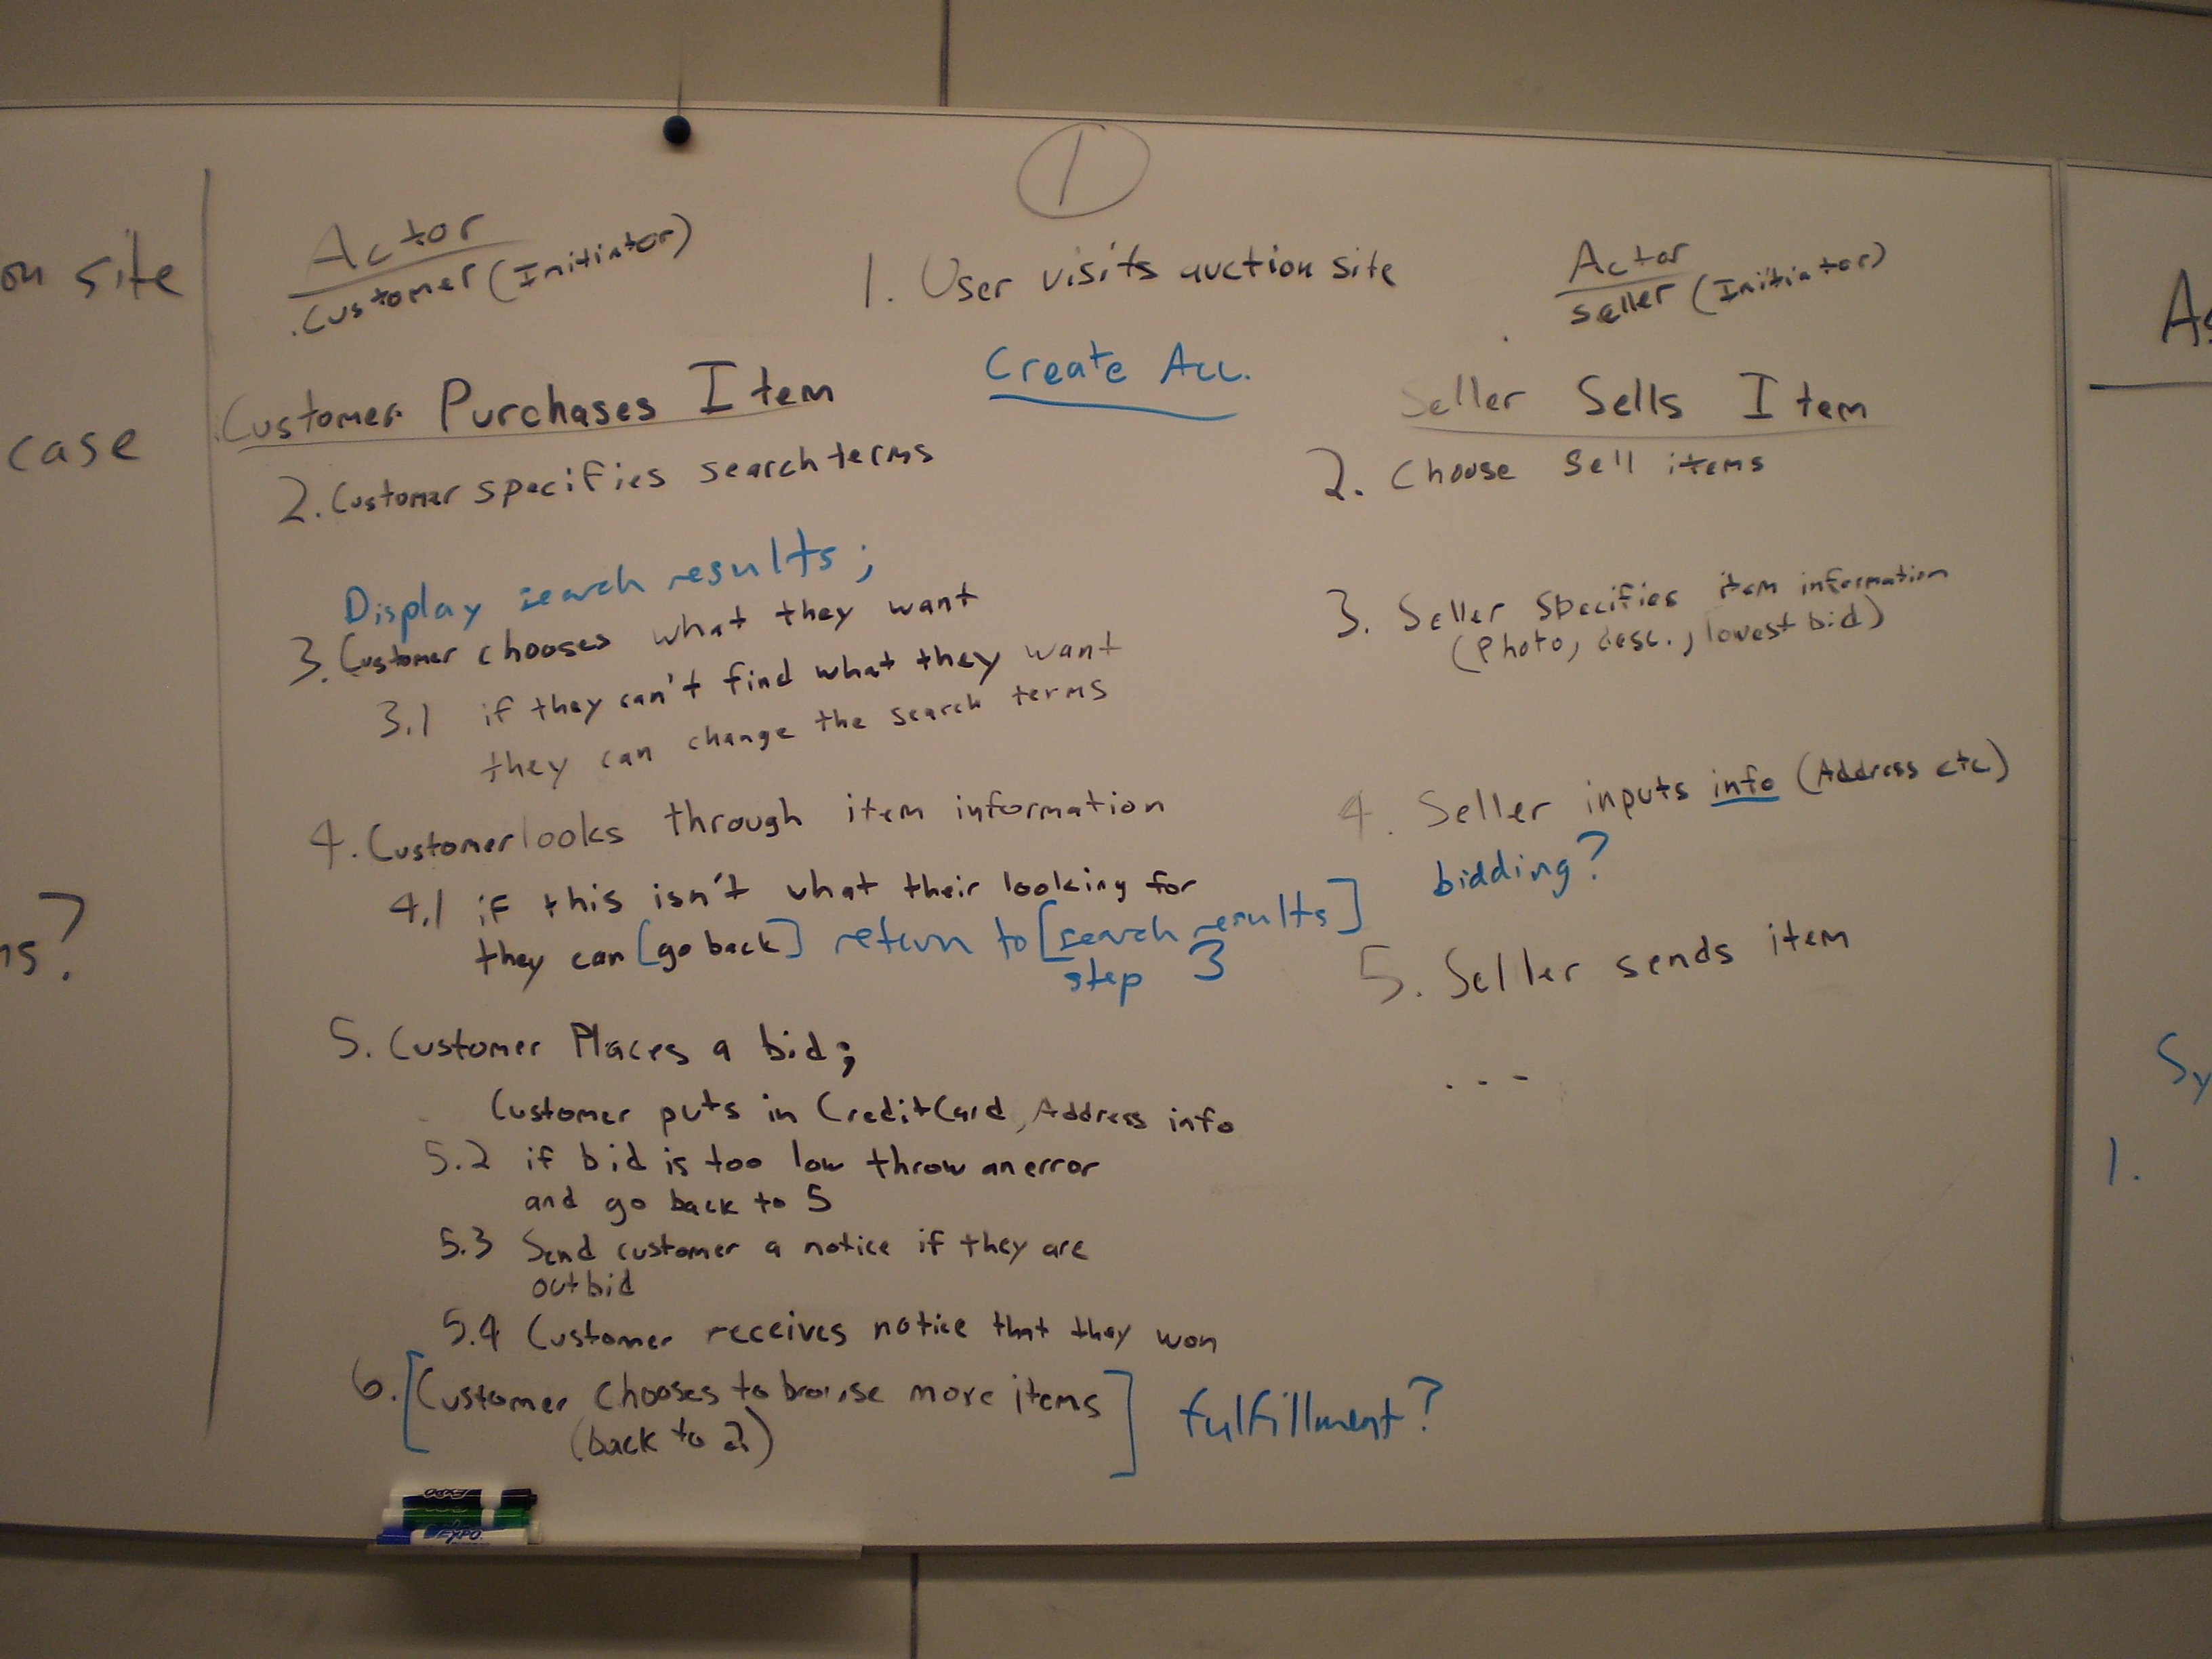 1
on site
case
ns?
Actor
Customer (Initiator)
1. User visits auction site
Create Acc.
Customer Purchases Item
2. Customer specifies search terms
Display search results;
3. Customer chooses what they want
3.1 if they can't find what they want
they can change the search terms
4. Customer looks through item information
4.1 if this isn't what their looking for
they can [go back] return to [search results]
step 3
5. Customer Places a bid;
Customer puts in CreditCard, Address info
5.2 if bid is too low throw an error
and go back to 5
5.3 Send customer a notice if they are
outbid
5.4 Customer receives notice that they won
6. [Customer chooses to browse more items]
(back to 2)
fulfillment?
Actor
Seller (Initiator)
Seller Sells Item
2. Choose Sell items
3. Seller Specifies item information
(Photo, desc., lowest bid)
4. Seller inputs info (Address etc)
bidding?
5. Seller sends item
...
Sy
1.
EXPO
EXPO